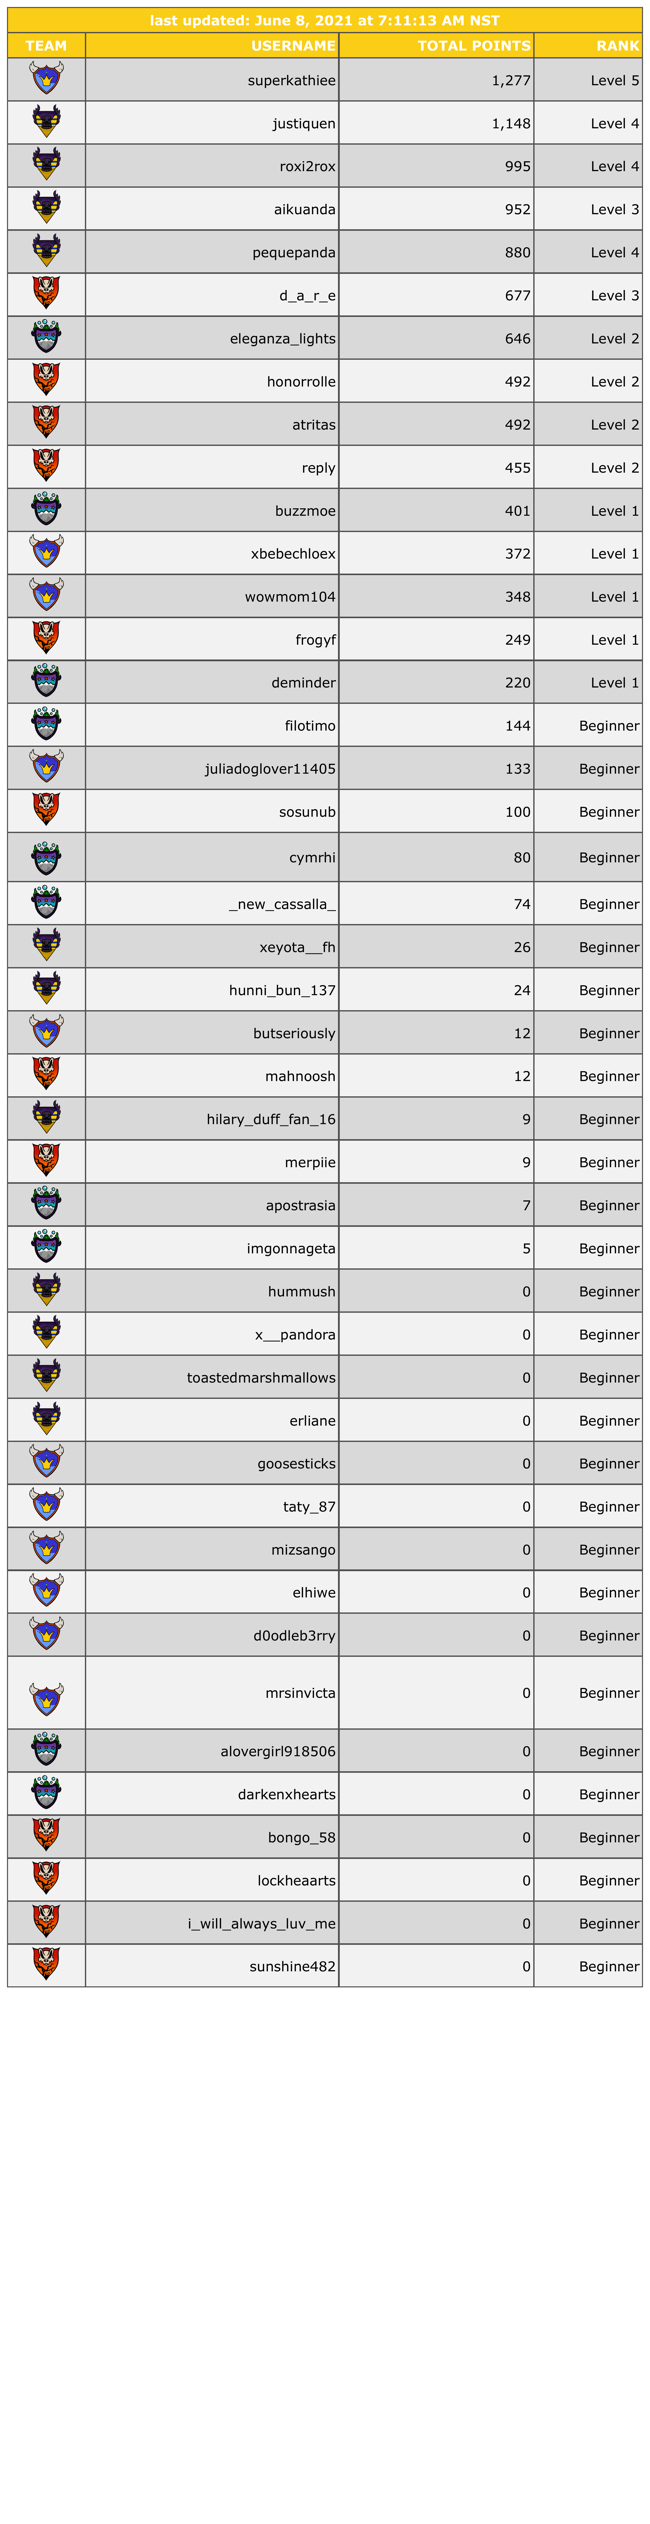 last updated: June 8, 2021 at 7:11:13 AM NST
TEAM USERNAME TOTAL POINTS RANK
superkathiee 1,277 Level 5
justiquen 1,148 Level 4
roxi2rox 995 Level 4
aikuanda 952 Level 3
pequepanda 880 Level 4
d_a_r_e 677 Level 3
eleganza_lights 646 Level 2
honorrolle 492 Level 2
atritas 492 Level 2
reply 455 Level 2
buzzmoe 401 Level 1
xbebechloex 372 Level 1
wowmom104 348 Level 1
frogyf 249 Level 1
deminder 220 Level 1
filotimo 144 Beginner
juliadoglover11405 133 Beginner
sosunub 100 Beginner
cymrhi 80 Beginner
_new_cassalla_ 74 Beginner
xeyota__fh 26 Beginner
hunni_bun_137 24 Beginner
butseriously 12 Beginner
mahnoosh 12 Beginner
hilary_duff_fan_16 9 Beginner
merpiie 9 Beginner
apostrasia 7 Beginner
imgonnageta 5 Beginner
hummush 0 Beginner
x__pandora 0 Beginner
toastedmarshmallows 0 Beginner
erliane 0 Beginner
goosesticks 0 Beginner
taty_87 0 Beginner
mizsango 0 Beginner
elhiwe 0 Beginner
d0odleb3rry 0 Beginner
mrsinvicta 0 Beginner
alovergirl918506 0 Beginner
darkenxhearts 0 Beginner
bongo_58 0 Beginner
lockheaarts 0 Beginner
i_will_always_luv_me 0 Beginner
sunshine482 0 Beginner